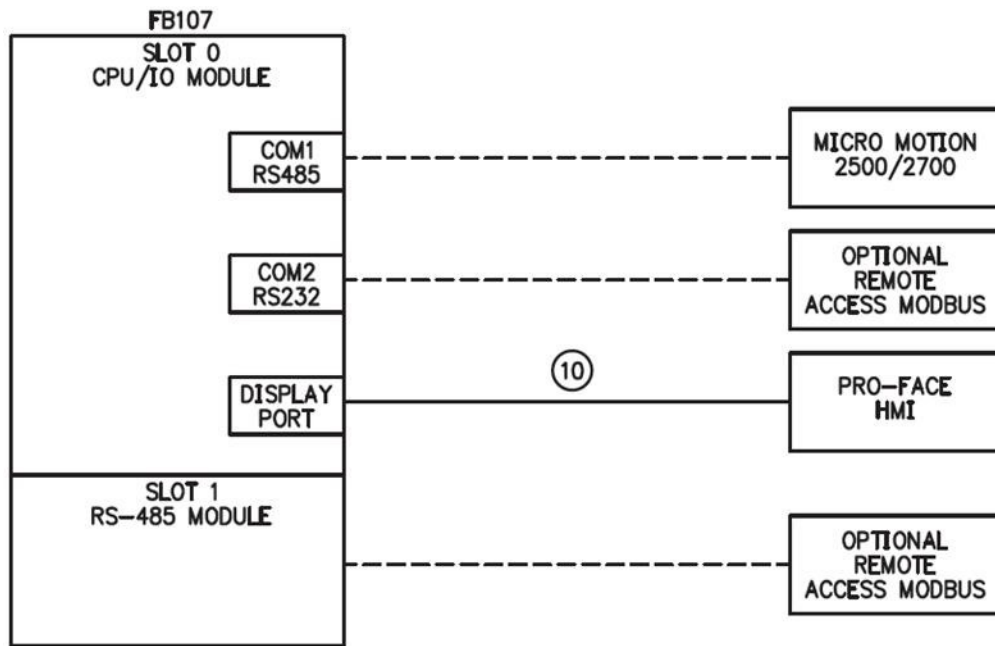 FB107
SLOT 0
CPU/IO MODULE
COM1
RS485
MICRO MOTION
2500/2700
COM2
RS232
OPTIONAL
REMOTE
ACCESS MODBUS
DISPLAY
PORT
10
PRO-FACE
HMI
SLOT 1
RS-485 MODULE
OPTIONAL
REMOTE
ACCESS MODBUS